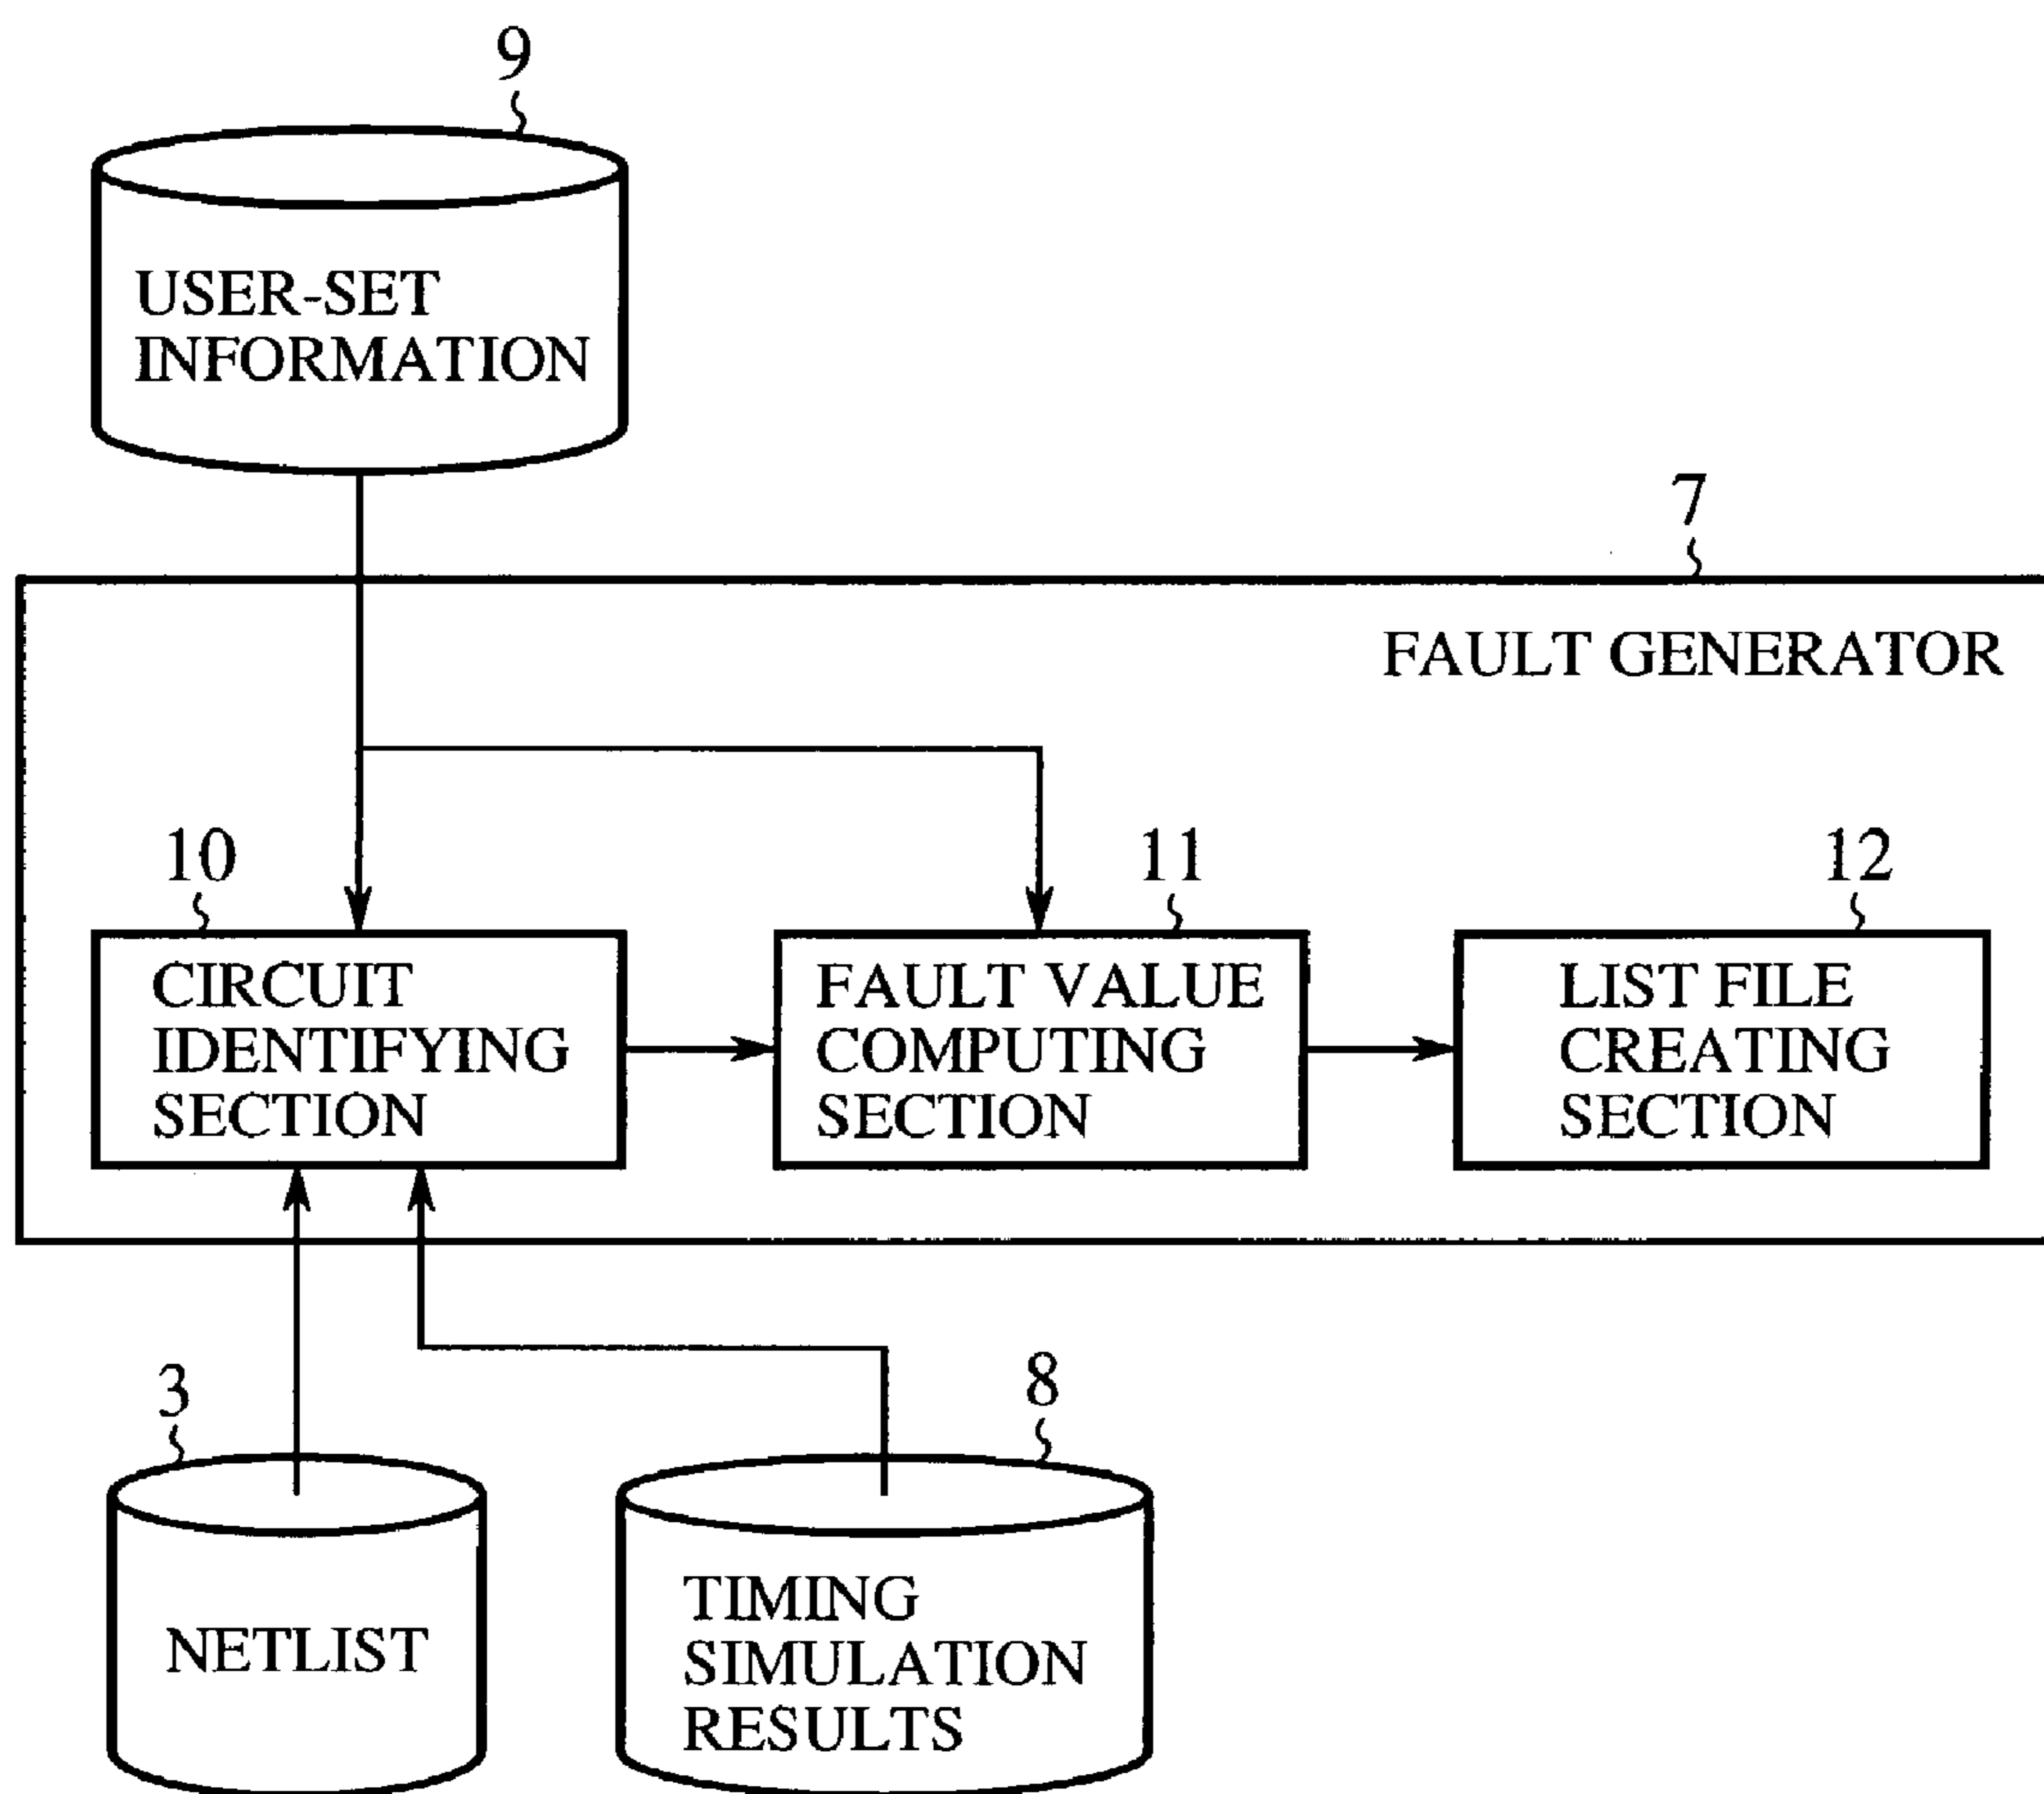 9
USER-SET
INFORMATION
7
FAULT GENERATOR
10
11
12
CIRCUIT
IDENTIFYING
SECTION
FAULT VALUE
COMPUTING
SECTION
LIST FILE
CREATING
SECTION
3
8
NETLIST
TIMING
SIMULATION
RESULTS